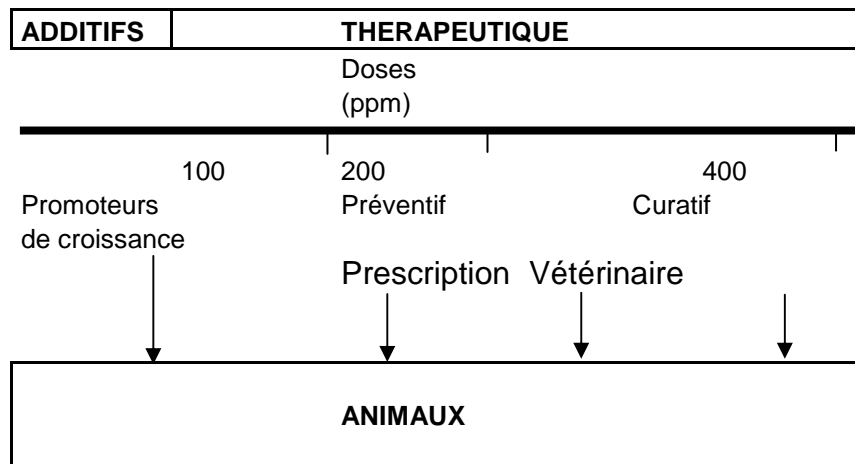 ADDITIFS THERAPEUTIQUE
Doses
(ppm)
100 200 400
Promoteurs Préventif Curatif
de croissance
Prescription Vétérinaire
ANIMAUX